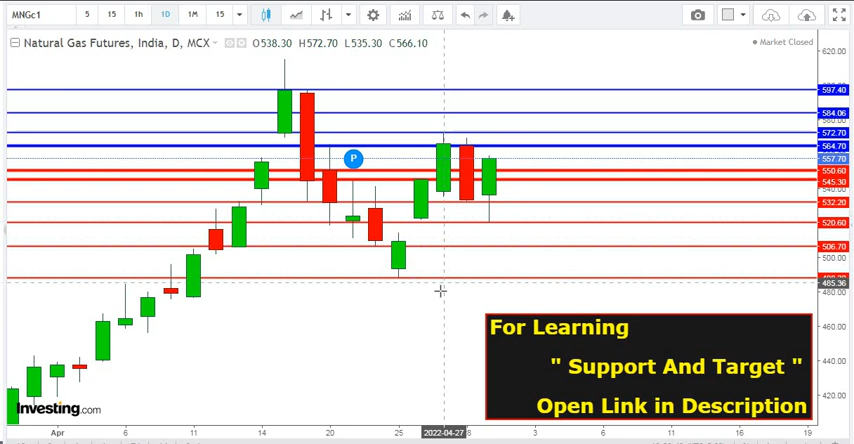 MNGc1 5 15 1h 1D 1M 15
Natural Gas Futures, India, D, MCX O538.30 H572.70 L535.30 C566.10
Market Closed
620.00
597.40
584.06
580.00
572.70
564.70
P
557.70
550.60
545.30
532.20
520.60
506.70
500.00
485.36
480.00
460.00
440.00
420.00
For Learning
" Support And Target "
Open Link in Description
Investing.com
Apr 6 11 14 20 25 2022-04-27 8 3 6 11 16 19